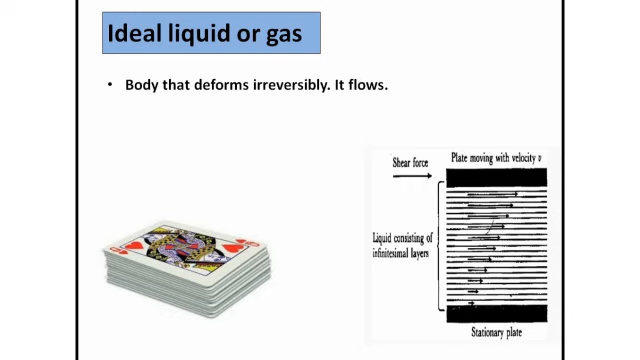 Ideal liquid or gas
• Body that deforms irreversibly. It flows.
Shear force
Plate moving with velocity υ
Liquid consisting of
infinitesimal layers
Stationary plate